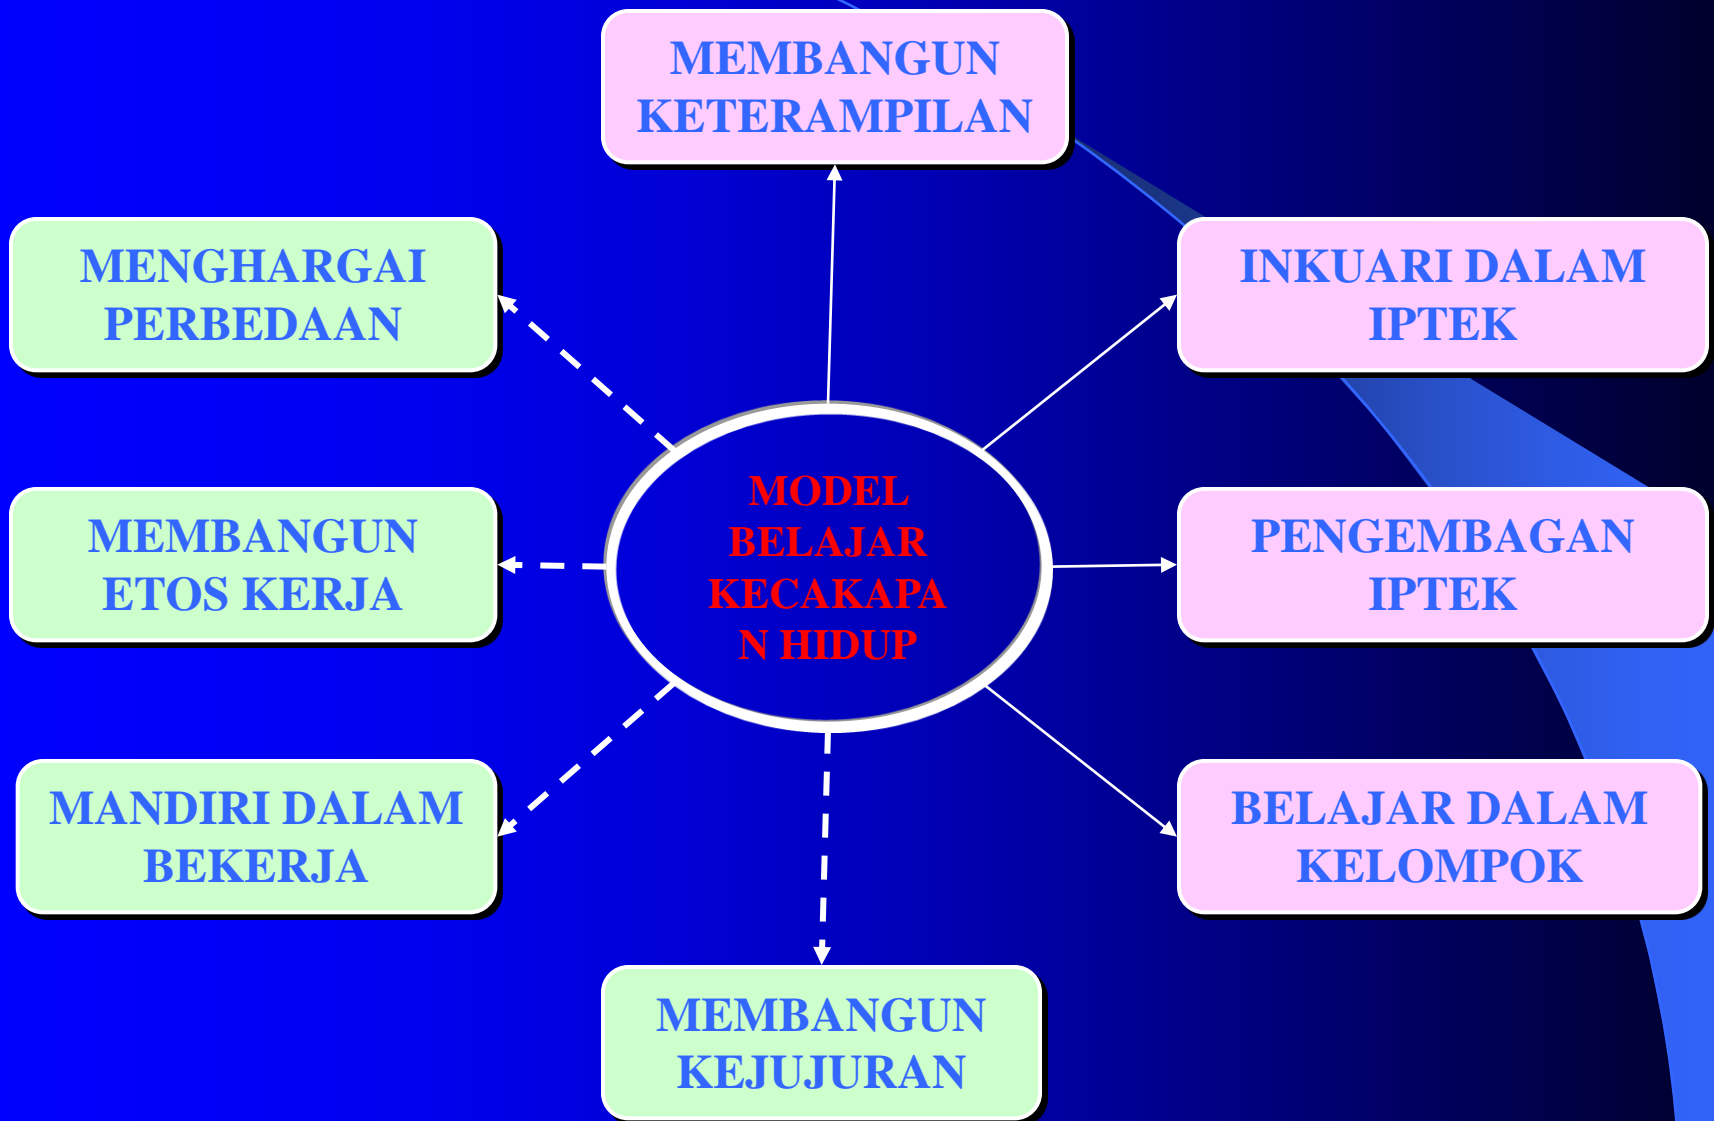 MEMBANGUN
KETERAMPILAN
MENGHARGAI
PERBEDAAN
INKUARI DALAM
IPTEK
MODEL
BELAJAR
KECAKAPA
N HIDUP
MEMBANGUN
ETOS KERJA
PENGEMBAGAN
IPTEK
MANDIRI DALAM
BEKERJA
BELAJAR DALAM
KELOMPOK
MEMBANGUN
KEJUJURAN